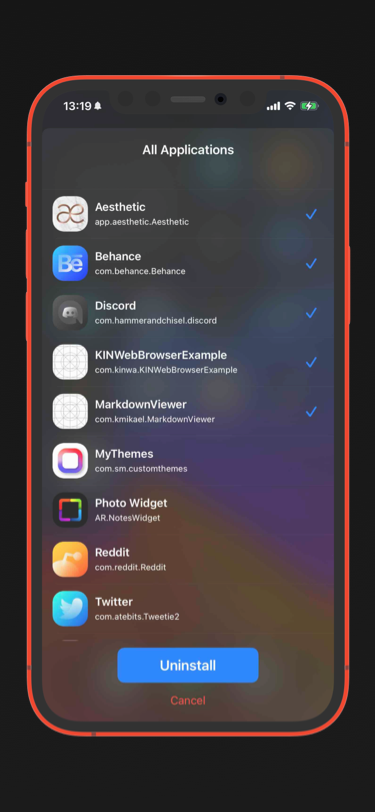 13:19
All Applications
Aesthetic
app.aesthetic.Aesthetic
Bē
Behance
com.behance.Behance
Discord
com.hammerandchisel.discord
KINWebBrowserExample
com.kinwa.KINWebBrowserExample
MarkdownViewer
com.kmikael.MarkdownViewer
MyThemes
com.sm.customthemes
Photo Widget
AR.NotesWidget
Reddit
com.reddit.Reddit
Twitter
com.atebits.Tweetie2
Uninstall
Cancel